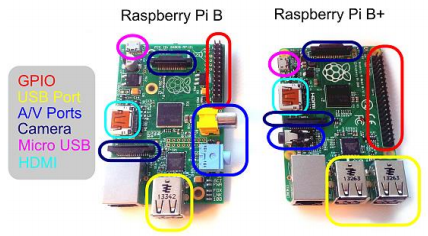 Raspberry Pi B
Raspberry Pi B+
GPIO
USB Port
A/V Ports
Camera
Micro USB
HDMI
13342
13263
13263